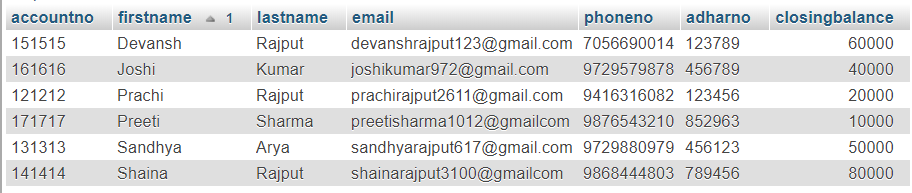 accountno firstname 1 lastname email phoneno adharno closingbalance
151515 Devansh Rajput devanshrajput123@gmail.com 7056690014 123789 60000
161616 Joshi Kumar joshikumar972@gmail.com 9729579878 456789 40000
121212 Prachi Rajput prachirajput2611@gmail.com 9416316082 123456 20000
171717 Preeti Sharma preetisharma1012@gmailcom 9876543210 852963 10000
131313 Sandhya Arya sandhyarajput617@gmail.com 9729880979 456123 50000
141414 Shaina Rajput shainarajput3100@gmail.com 9868444803 789456 80000